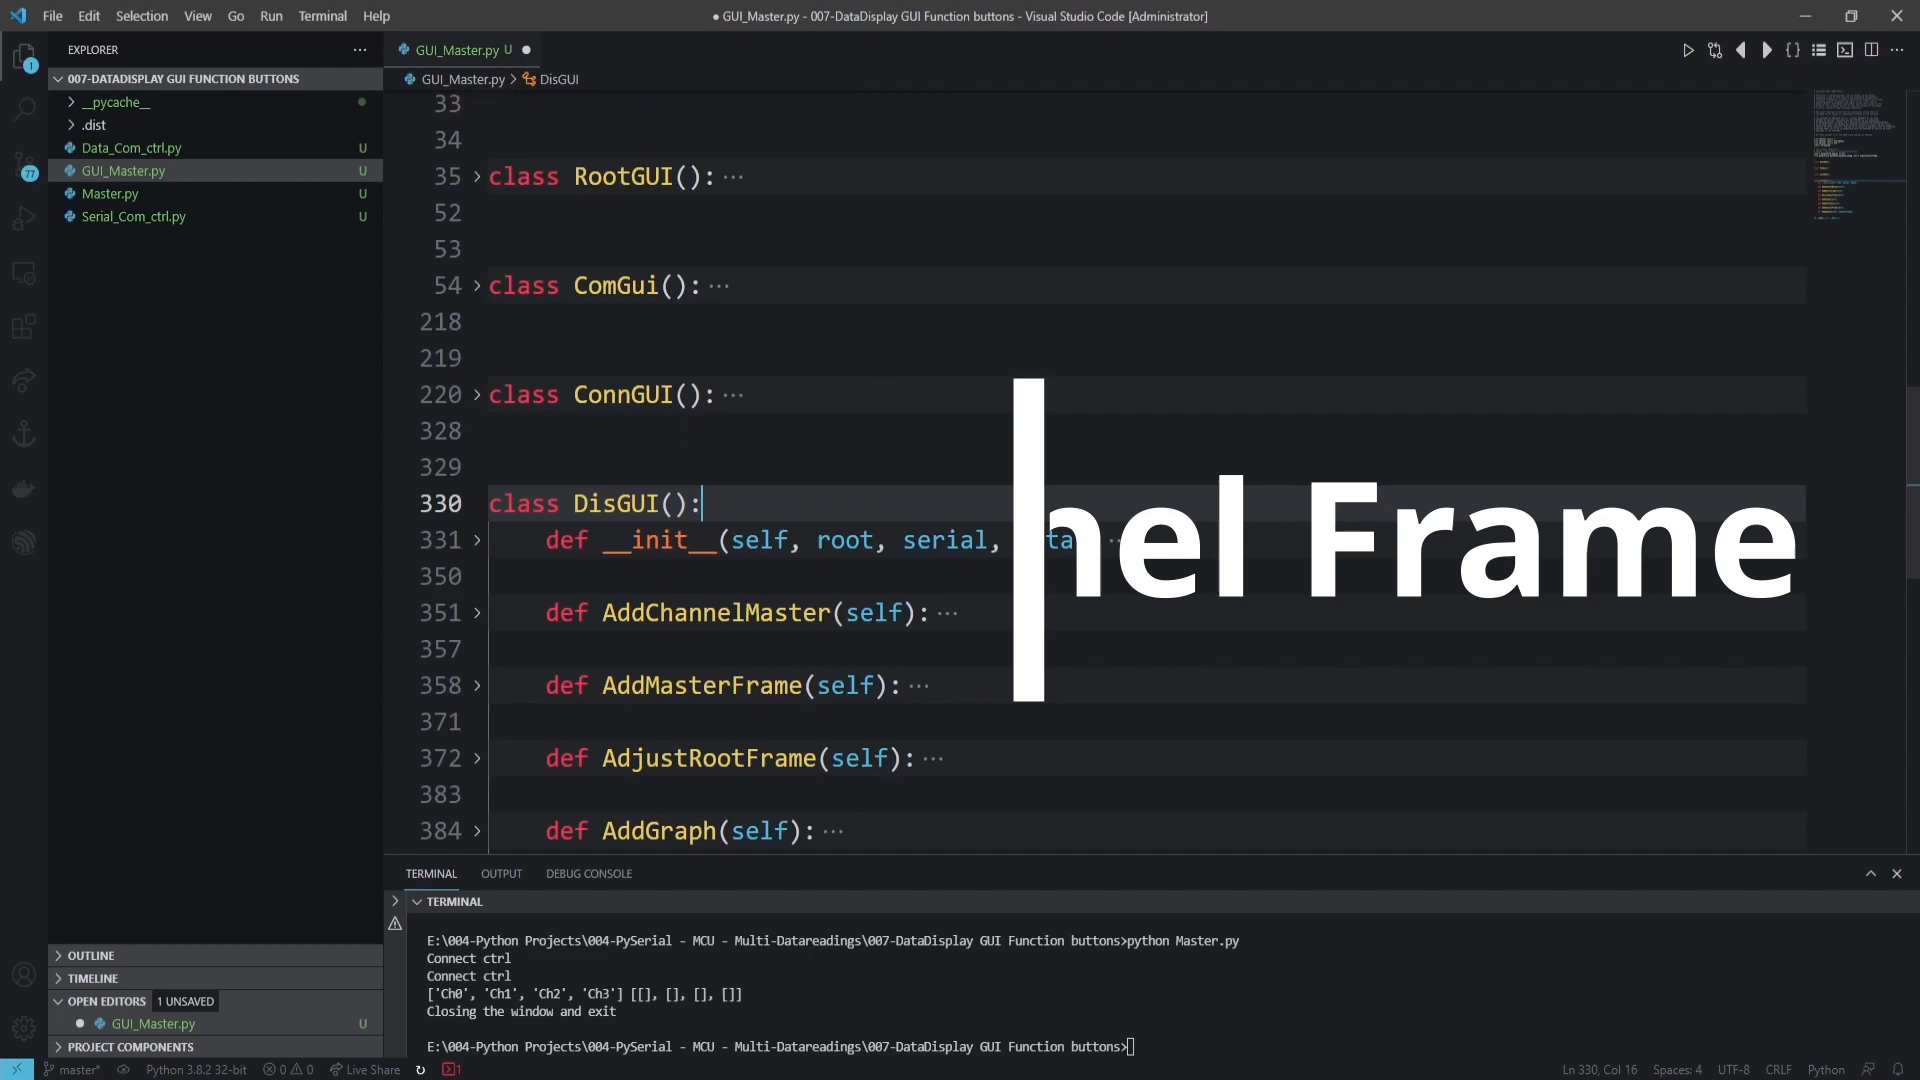 File Edit Selection View Go Run Terminal Help
● GUI_Master.py - 007-DataDisplay GUI Function buttons - Visual Studio Code [Administrator]
EXPLORER
007-DATADISPLAY GUI FUNCTION BUTTONS
__pycache__
.dist
Data_Com_ctrl.py U
GUI_Master.py U
Master.py U
Serial_Com_ctrl.py U
1
77
GUI_Master.py U
GUI_Master.py > DisGUI
33
34
35 class RootGUI():···
52
53
54 class ComGui():···
218
219
220 class ConnGUI():···
328
329
330 class DisGUI():
331 def __init__(self, root, serial, ta
350
351 def AddChannelMaster(self):···
357
358 def AddMasterFrame(self):···
371
372 def AdjustRootFrame(self):···
383
384 def AddGraph(self):···
nel Frame
TERMINAL OUTPUT DEBUG CONSOLE
TERMINAL
E:\004-Python Projects\004-PySerial - MCU - Multi-Datareadings\007-DataDisplay GUI Function buttons>python Master.py
Connect ctrl
Connect ctrl
['Ch0', 'Ch1', 'Ch2', 'Ch3'] [[], [], [], []]
Closing the window and exit
E:\004-Python Projects\004-PySerial - MCU - Multi-Datareadings\007-DataDisplay GUI Function buttons>
OUTLINE
TIMELINE
OPEN EDITORS 1 UNSAVED
GUI_Master.py U
PROJECT COMPONENTS
master* Python 3.8.2 32-bit 0 0 Live Share 1
Ln 330, Col 16 Spaces: 4 UTF-8 CRLF Python